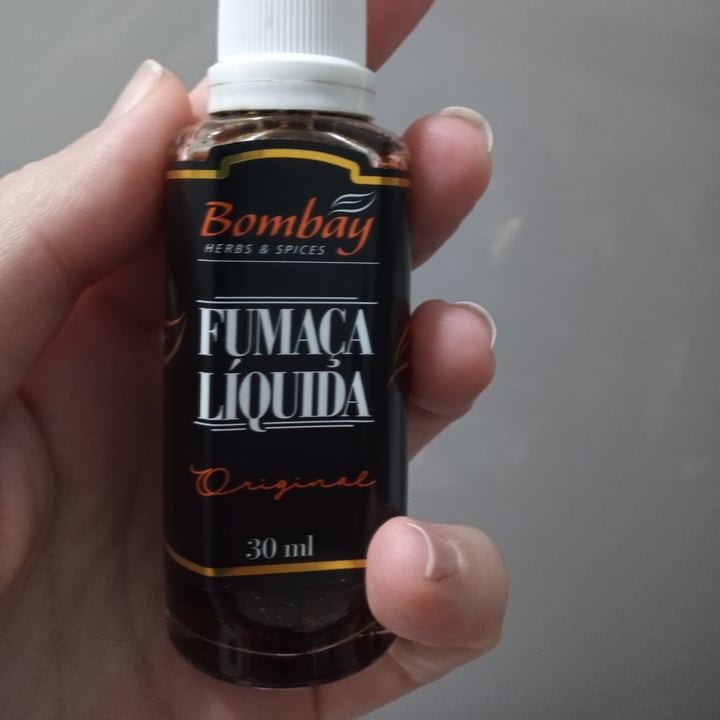 Bombay
HERBS & SPICES
FUMAÇA
LÍQUIDA
Original
30 ml